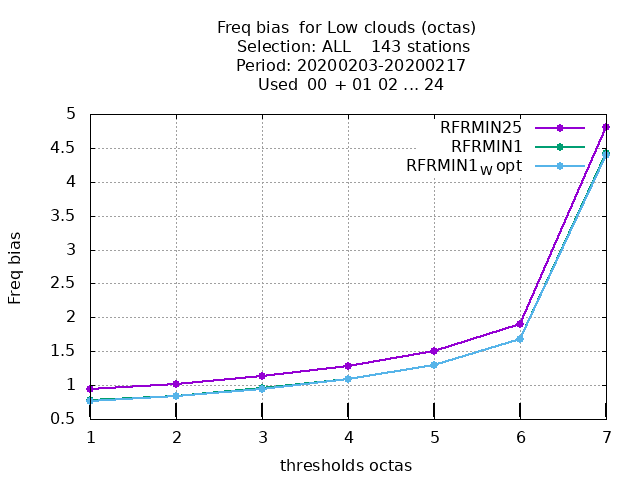 Freq bias  for Low clouds (octas)
Selection: ALL    143 stations
Period: 20200203-20200217
Used  00 + 01 02 ... 24
RFRMIN25
RFRMIN1
RFRMIN1W opt
5
4.5
4
3.5
3
2.5
2
1.5
1
0.5
Freq bias
1 2 3 4 5 6 7
thresholds octas